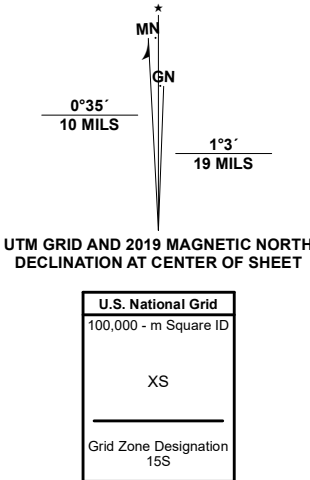 ★
MN
GN
0°35´
10 MILS
1°3´
19 MILS
UTM GRID AND 2019 MAGNETIC NORTH
DECLINATION AT CENTER OF SHEET
U.S. National Grid
100,000 - m Square ID
XS
Grid Zone Designation
15S